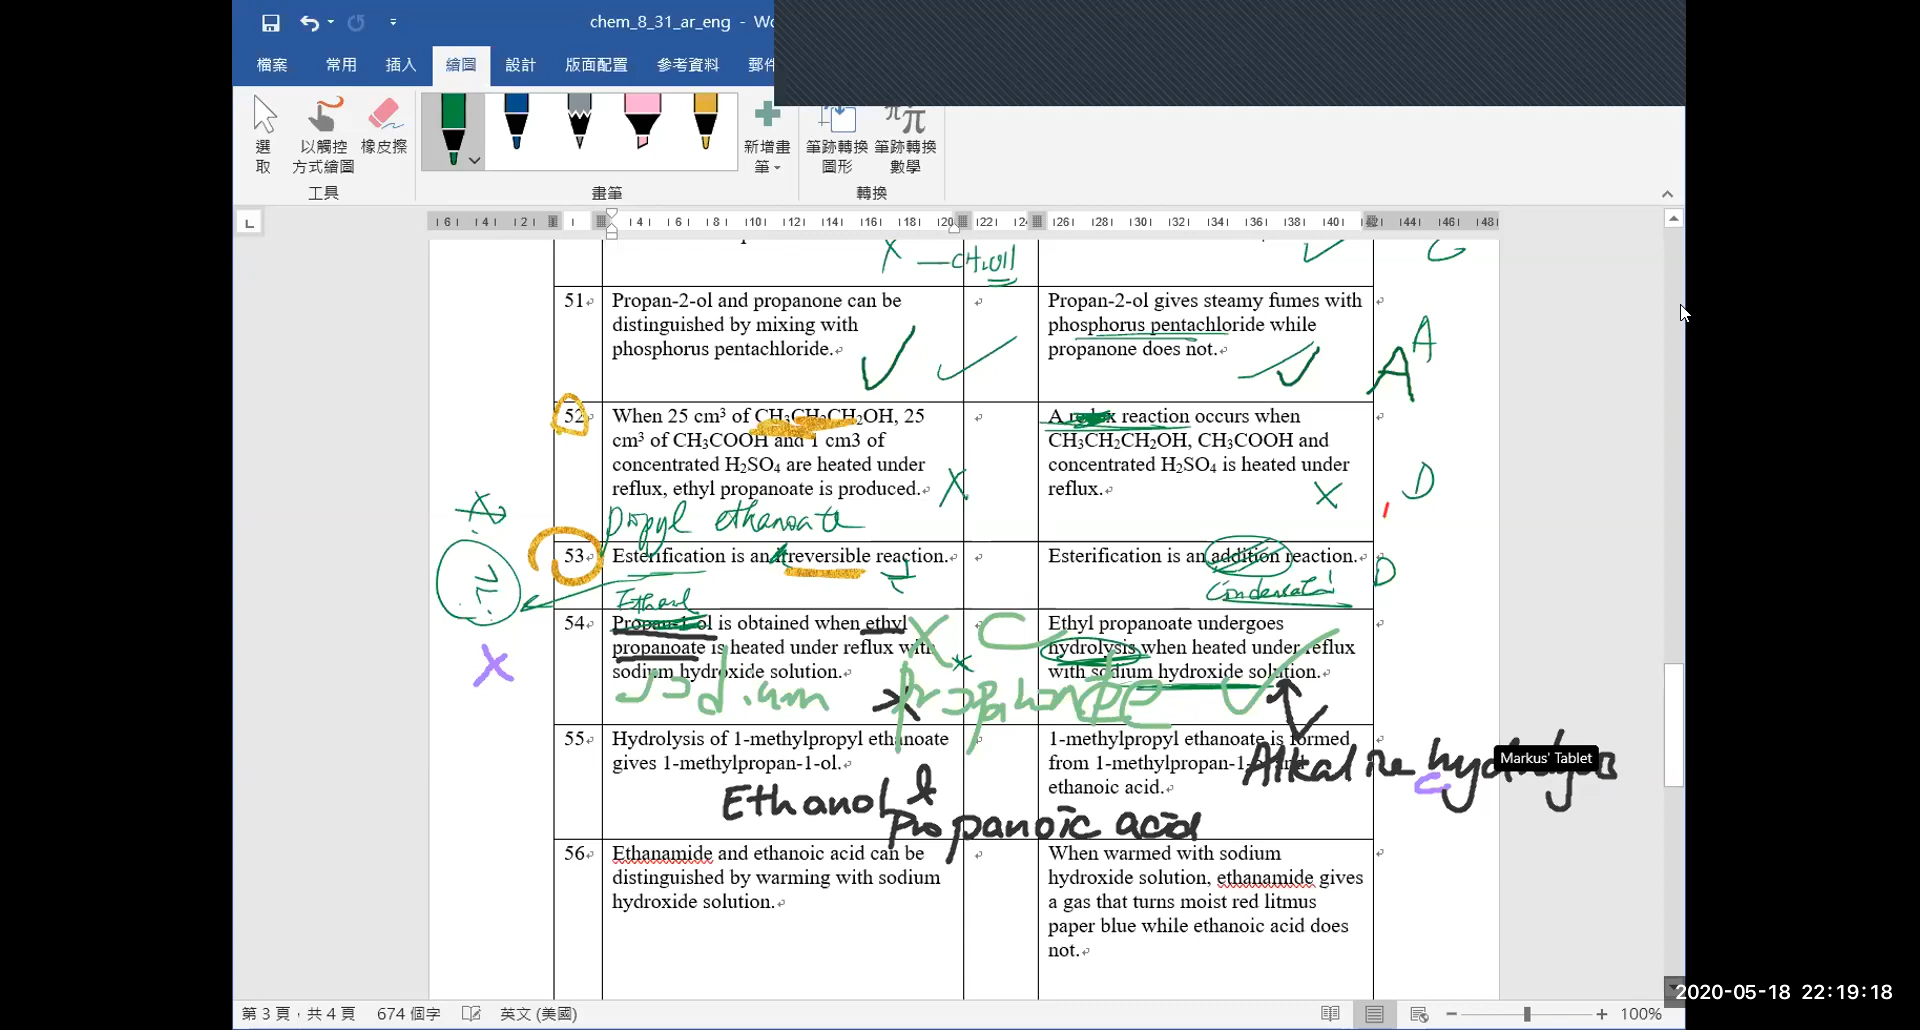 chem_8_31_ar_eng - Wo
檔案 常用 插入 繪圖 設計 版面配置 參考資料 郵件
選取
以觸控方式繪圖
橡皮擦
新增畫筆
筆跡轉換圖形
筆跡轉換數學
工具 畫筆 轉換
X —CH₂OH
51
Propan-2-ol and propanone can be
distinguished by mixing with
phosphorus pentachloride.
Propan-2-ol gives steamy fumes with
phosphorus pentachloride while
propanone does not.
A
A
52
When 25 cm³ of CH₃CH₂CH₂OH, 25
cm³ of CH₃COOH and 1 cm3 of
concentrated H₂SO₄ are heated under
reflux, ethyl propanoate is produced.
X
propyl ethanoate
A redox reaction occurs when
CH₃CH₂CH₂OH, CH₃COOH and
concentrated H₂SO₄ is heated under
reflux.
X
D
53
Esterification is an irreversible reaction.
Esterification is an addition reaction.
Condensation
D
54
Ethanol
Propan-1-ol is obtained when ethyl
propanoate is heated under reflux with
sodium hydroxide solution.
X C
Sodium propanoate
Ethyl propanoate undergoes
hydrolysis when heated under reflux
with sodium hydroxide solution.
X
Alkaline hydrolysis
Markus' Tablet
C
55
Hydrolysis of 1-methylpropyl ethanoate
gives 1-methylpropan-1-ol.
Ethanol &
Propanoic acid
1-methylpropyl ethanoate is formed
from 1-methylpropan-1-ol and
ethanoic acid.
56
Ethanamide and ethanoic acid can be
distinguished by warming with sodium
hydroxide solution.
When warmed with sodium
hydroxide solution, ethanamide gives
a gas that turns moist red litmus
paper blue while ethanoic acid does
not.
第 3 頁，共 4 頁 674 個字 英文 (美國) 100%
2020-05-18 22:19:18